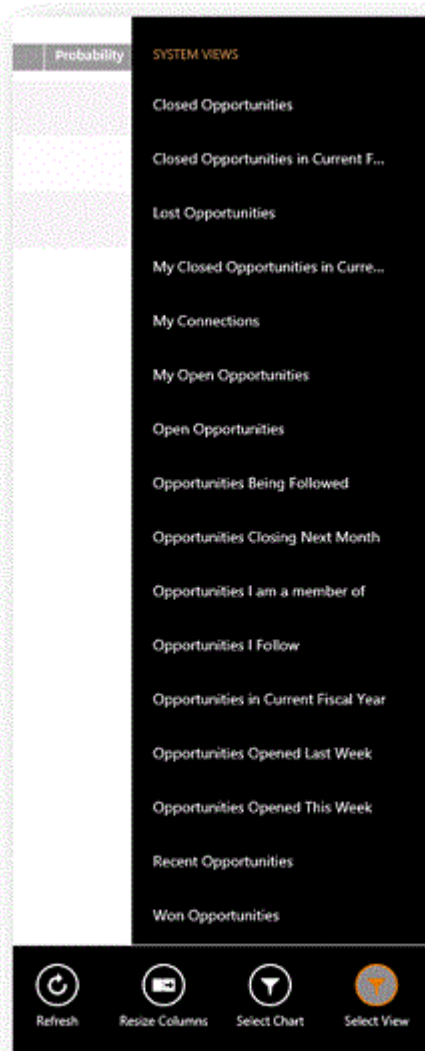 Probability
SYSTEM VIEWS
Closed Opportunities
Closed Opportunities in Current F...
Lost Opportunities
My Closed Opportunities in Curre...
My Connections
My Open Opportunities
Open Opportunities
Opportunities Being Followed
Opportunities Closing Next Month
Opportunities I am a member of
Opportunities I Follow
Opportunities in Current Fiscal Year
Opportunities Opened Last Week
Opportunities Opened This Week
Recent Opportunities
Won Opportunities
Refresh
Resize Columns
Select Chart
Select View